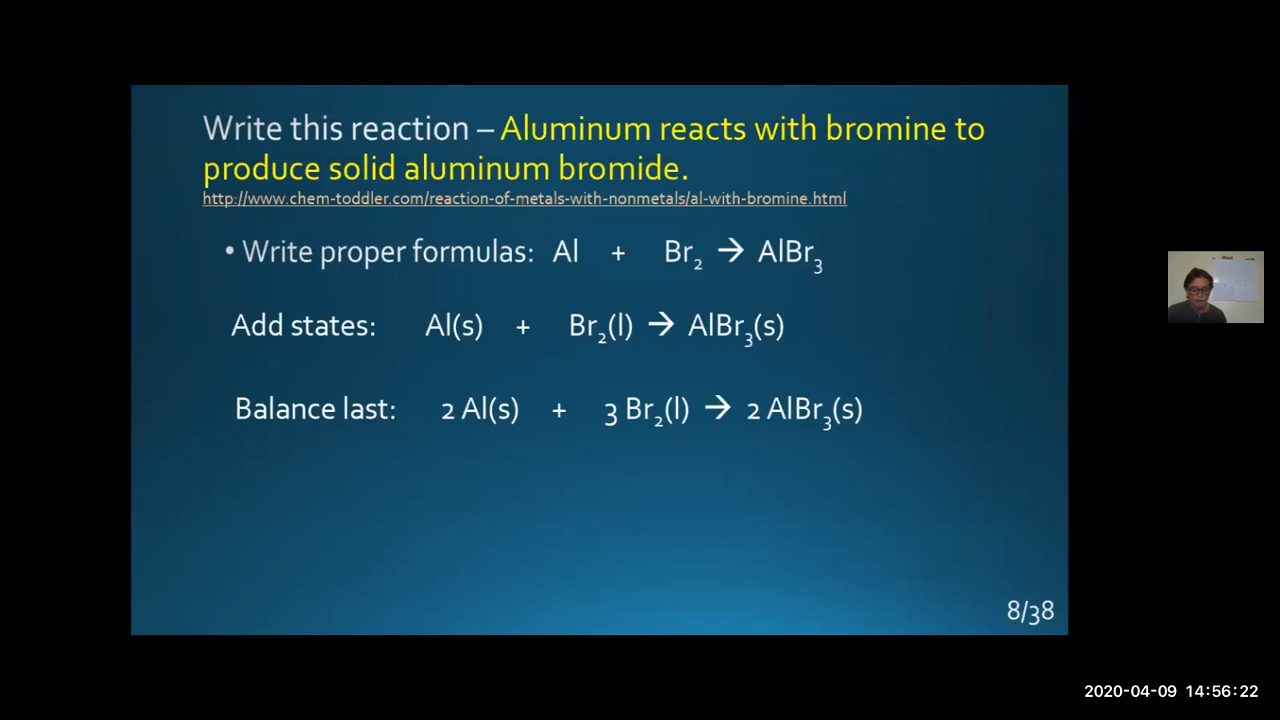 Write this reaction – Aluminum reacts with bromine to
produce solid aluminum bromide.
http://www.chem-toddler.com/reaction-of-metals-with-nonmetals/al-with-bromine.html
• Write proper formulas: Al + Br₂ → AlBr₃
Add states: Al(s) + Br₂(l) → AlBr₃(s)
Balance last: 2 Al(s) + 3 Br₂(l) → 2 AlBr₃(s)
8/38
2020-04-09 14:56:22